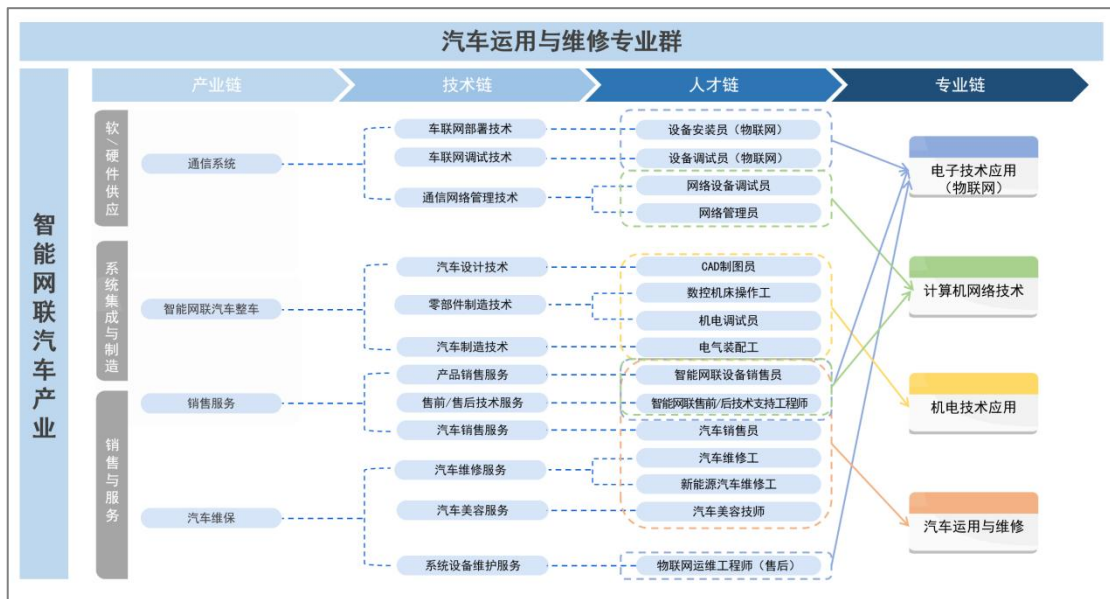 汽车运用与维修专业群
智能网联汽车产业
产业链
技术链
人才链
专业链
软/硬件供应
系统集成与制造
销售与服务
通信系统
智能网联汽车整车
销售服务
汽车维保
车联网部署技术
车联网调试技术
通信网络管理技术
汽车设计技术
零部件制造技术
汽车制造技术
产品销售服务
售前/售后技术服务
汽车销售服务
汽车维修服务
汽车美容服务
系统设备维护服务
设备安装员（物联网）
设备调试员（物联网）
网络设备调试员
网络管理员
CAD制图员
数控机床操作工
机电调试员
电气装配工
智能网联设备销售员
智能网联售前/后技术支持工程师
汽车销售员
汽车维修工
新能源汽车维修工
汽车美容技师
物联网运维工程师（售后）
电子技术应用
（物联网）
计算机网络技术
机电技术应用
汽车运用与维修